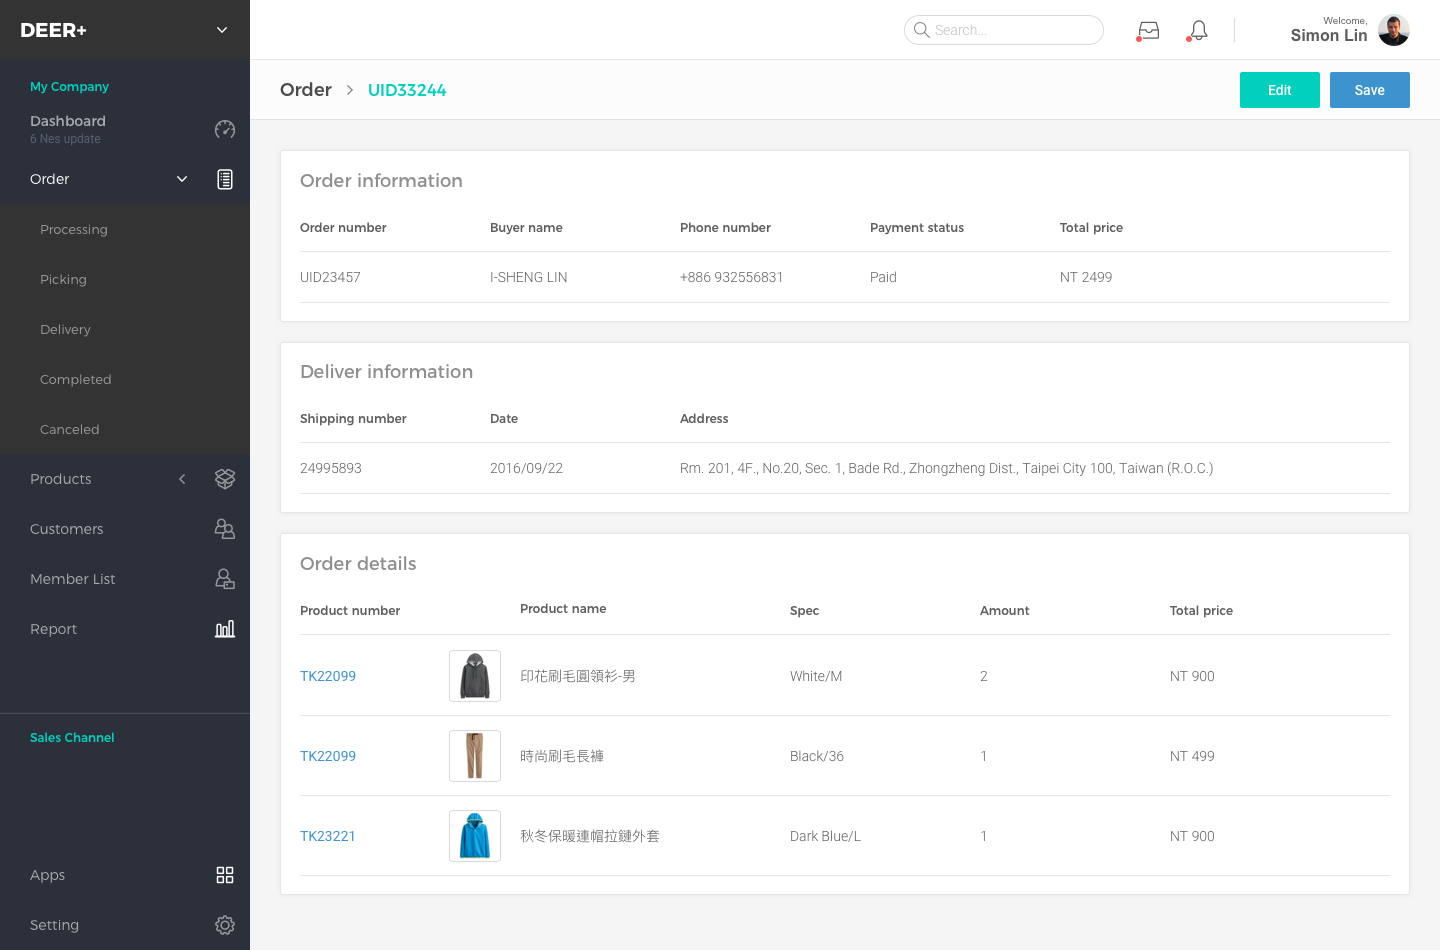 DEER+
Search...
Welcome,
Simon Lin
My Company
Dashboard
6 Nes update
Order
Processing
Picking
Delivery
Completed
Canceled
Products
Customers
Member List
Report
Sales Channel
Apps
Setting
Order > UID33244
Edit
Save
Order information
Order number Buyer name Phone number Payment status Total price
UID23457 I-SHENG LIN +886 932556831 Paid NT 2499
Deliver information
Shipping number Date Address
24995893 2016/09/22 Rm. 201, 4F., No.20, Sec. 1, Bade Rd., Zhongzheng Dist., Taipei City 100, Taiwan (R.O.C.)
Order details
Product number Product name Spec Amount Total price
TK22099 印花刷毛圓領衫-男 White/M 2 NT 900
TK22099 時尚刷毛長褲 Black/36 1 NT 499
TK23221 秋冬保暖連帽拉鏈外套 Dark Blue/L 1 NT 900